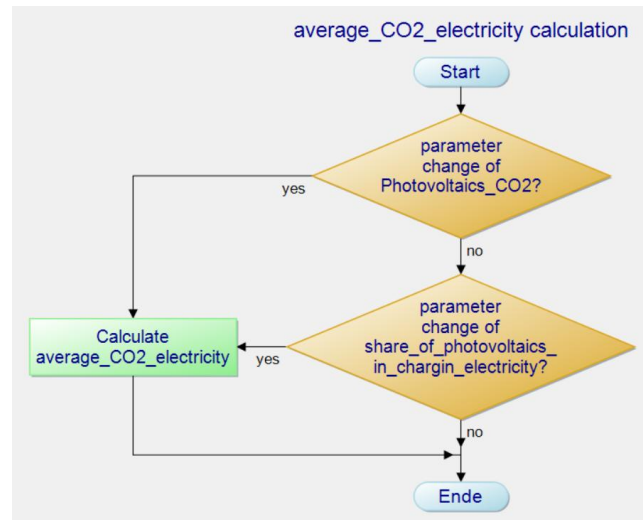 average_CO2_electricity calculation
Start
parameter
change of
Photovoltaics_CO2?
yes
no
parameter
change of
share_of_photovoltaics_
in_chargin_electricity?
yes
Calculate
average_CO2_electricity
no
Ende